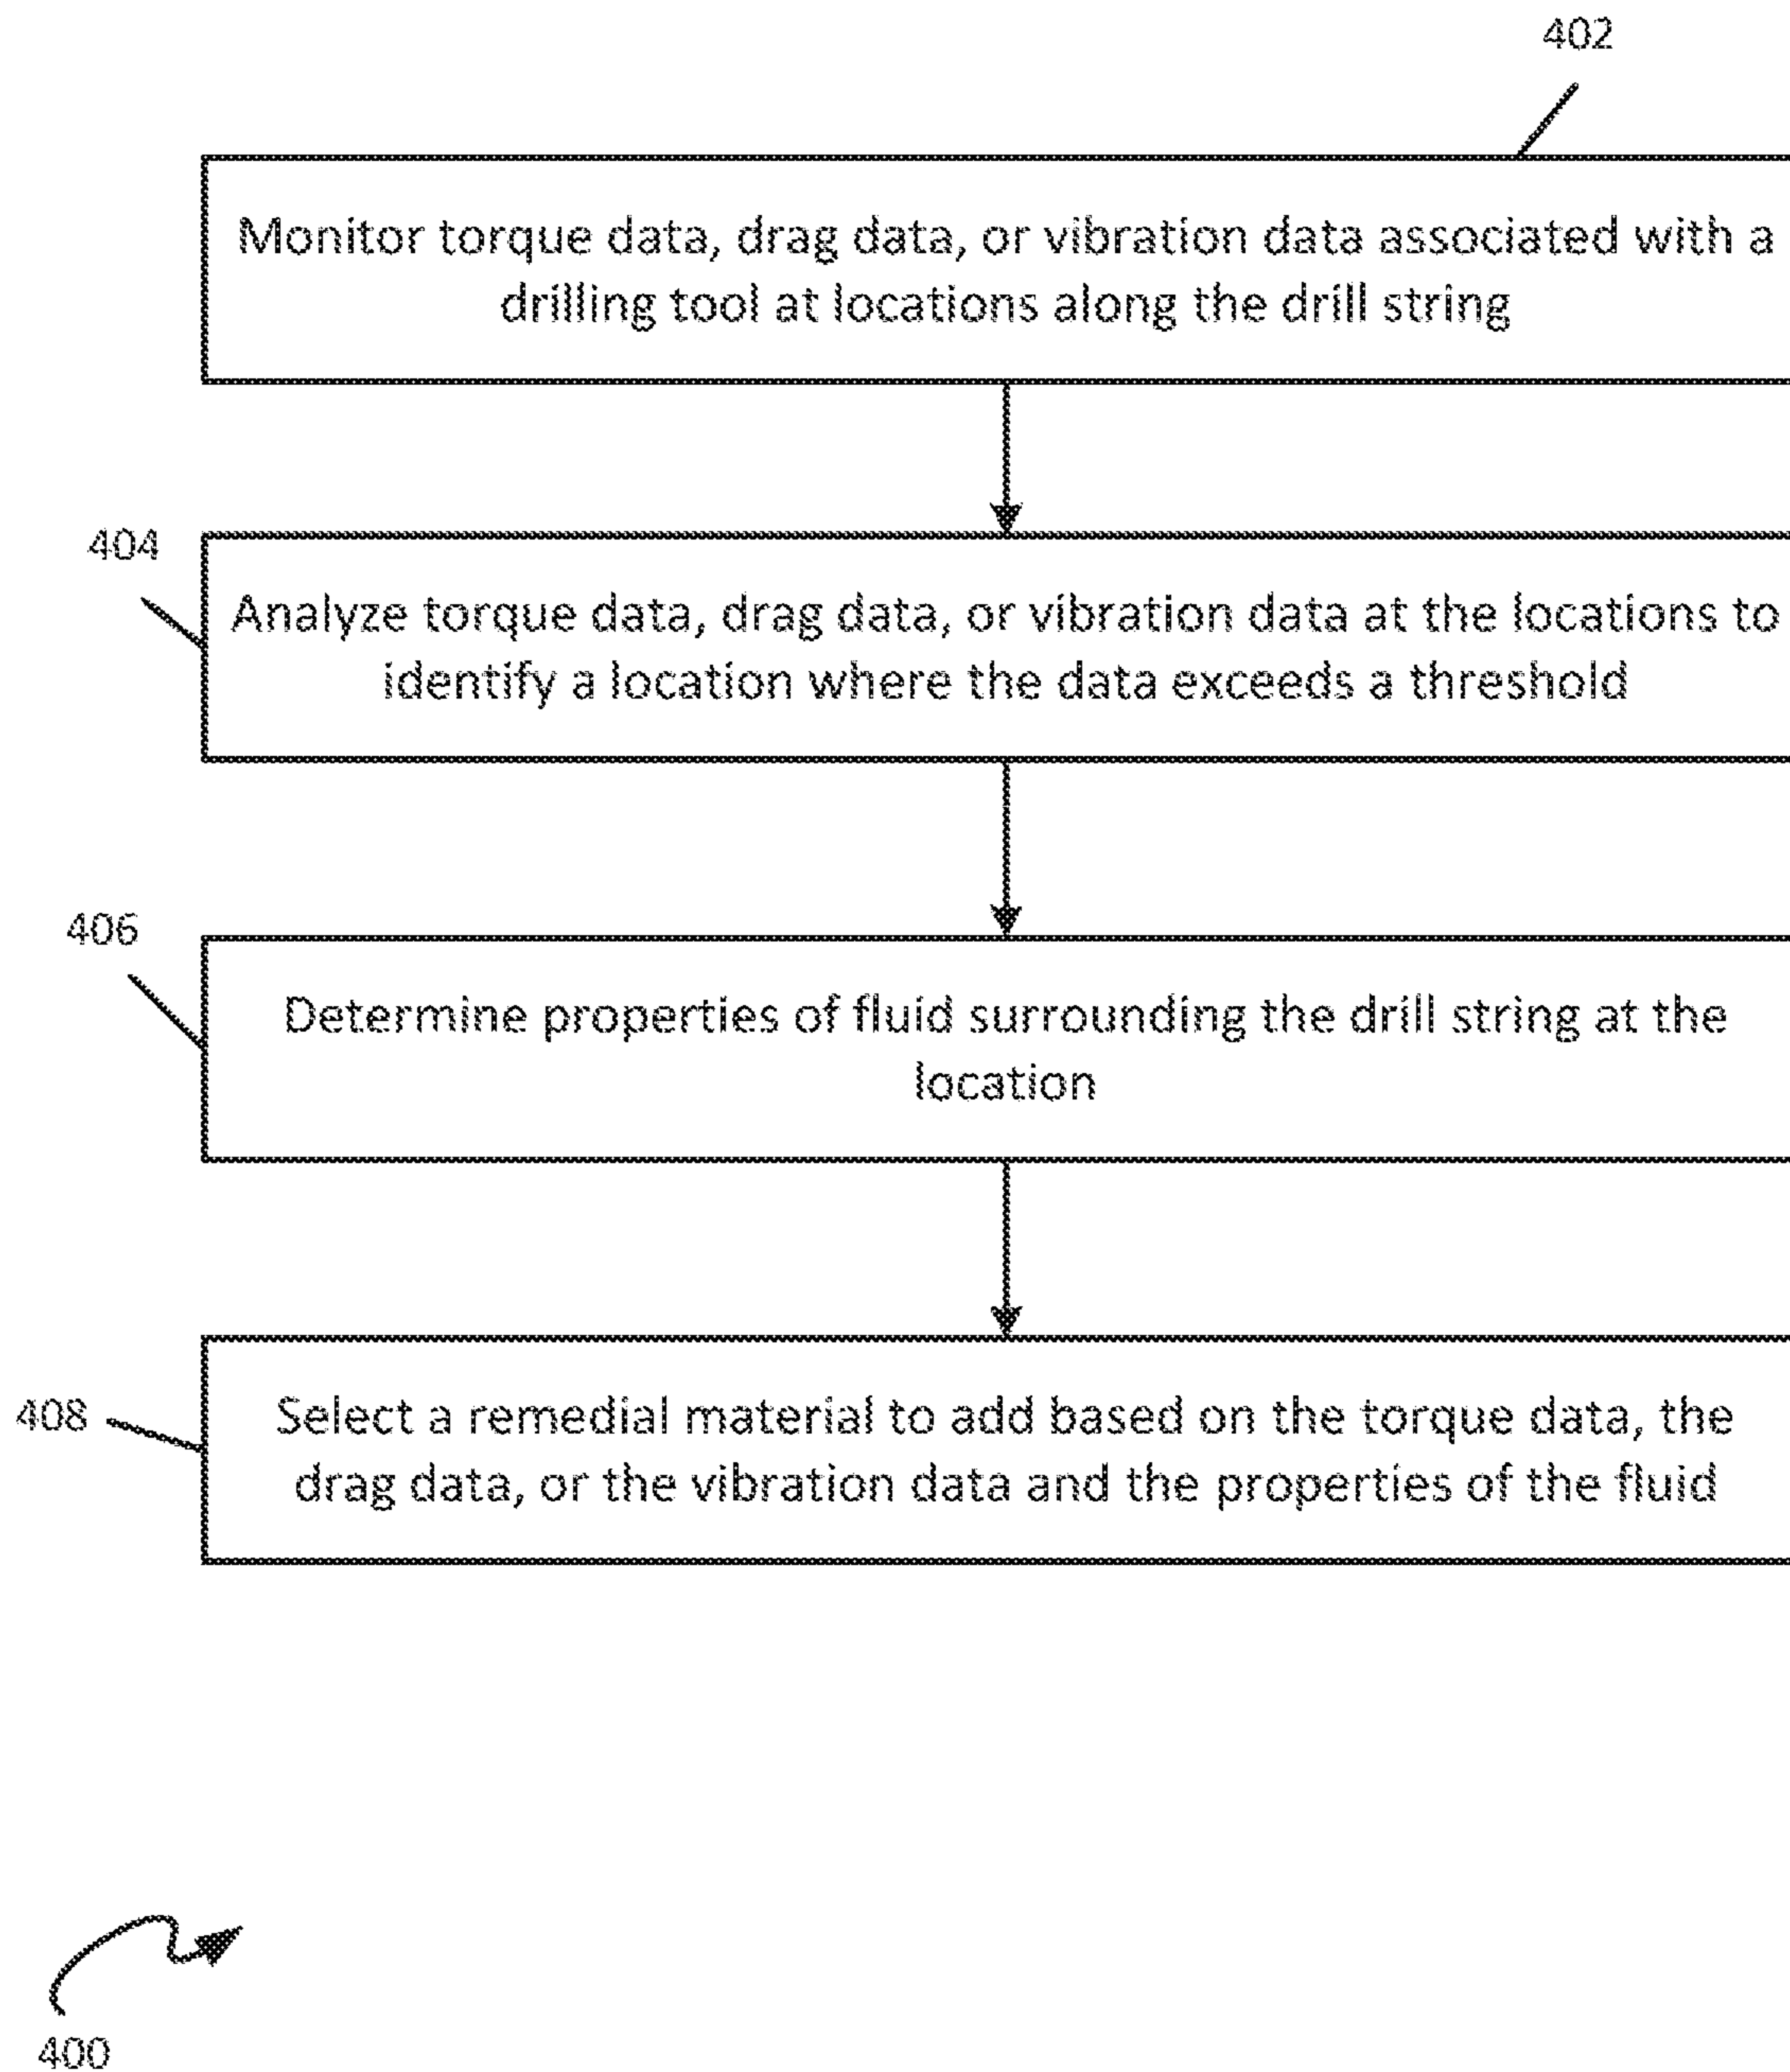 402
Monitor torque data, drag data, or vibration data associated with a
drilling tool at locations along the drill string
404
Analyze torque data, drag data, or vibration data at the locations to
identify a location where the data exceeds a threshold
406
Determine properties of fluid surrounding the drill string at the
location
408
Select a remedial material to add based on the torque data, the
drag data, or the vibration data and the properties of the fluid
400